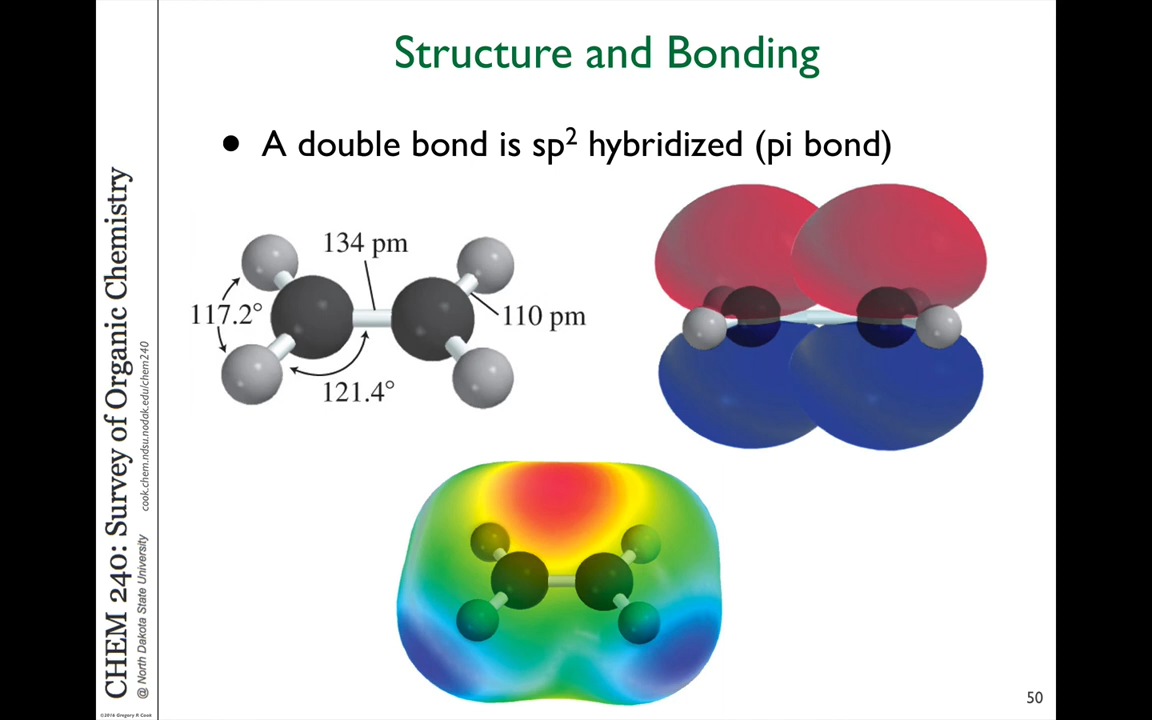 Structure and Bonding
• A double bond is sp² hybridized (pi bond)
134 pm
117.2°
110 pm
121.4°
CHEM 240: Survey of Organic Chemistry
@ North Dakota State University cook.chem.ndsu.nodak.edu/chem240
©2016 Gregory R. Cook
50